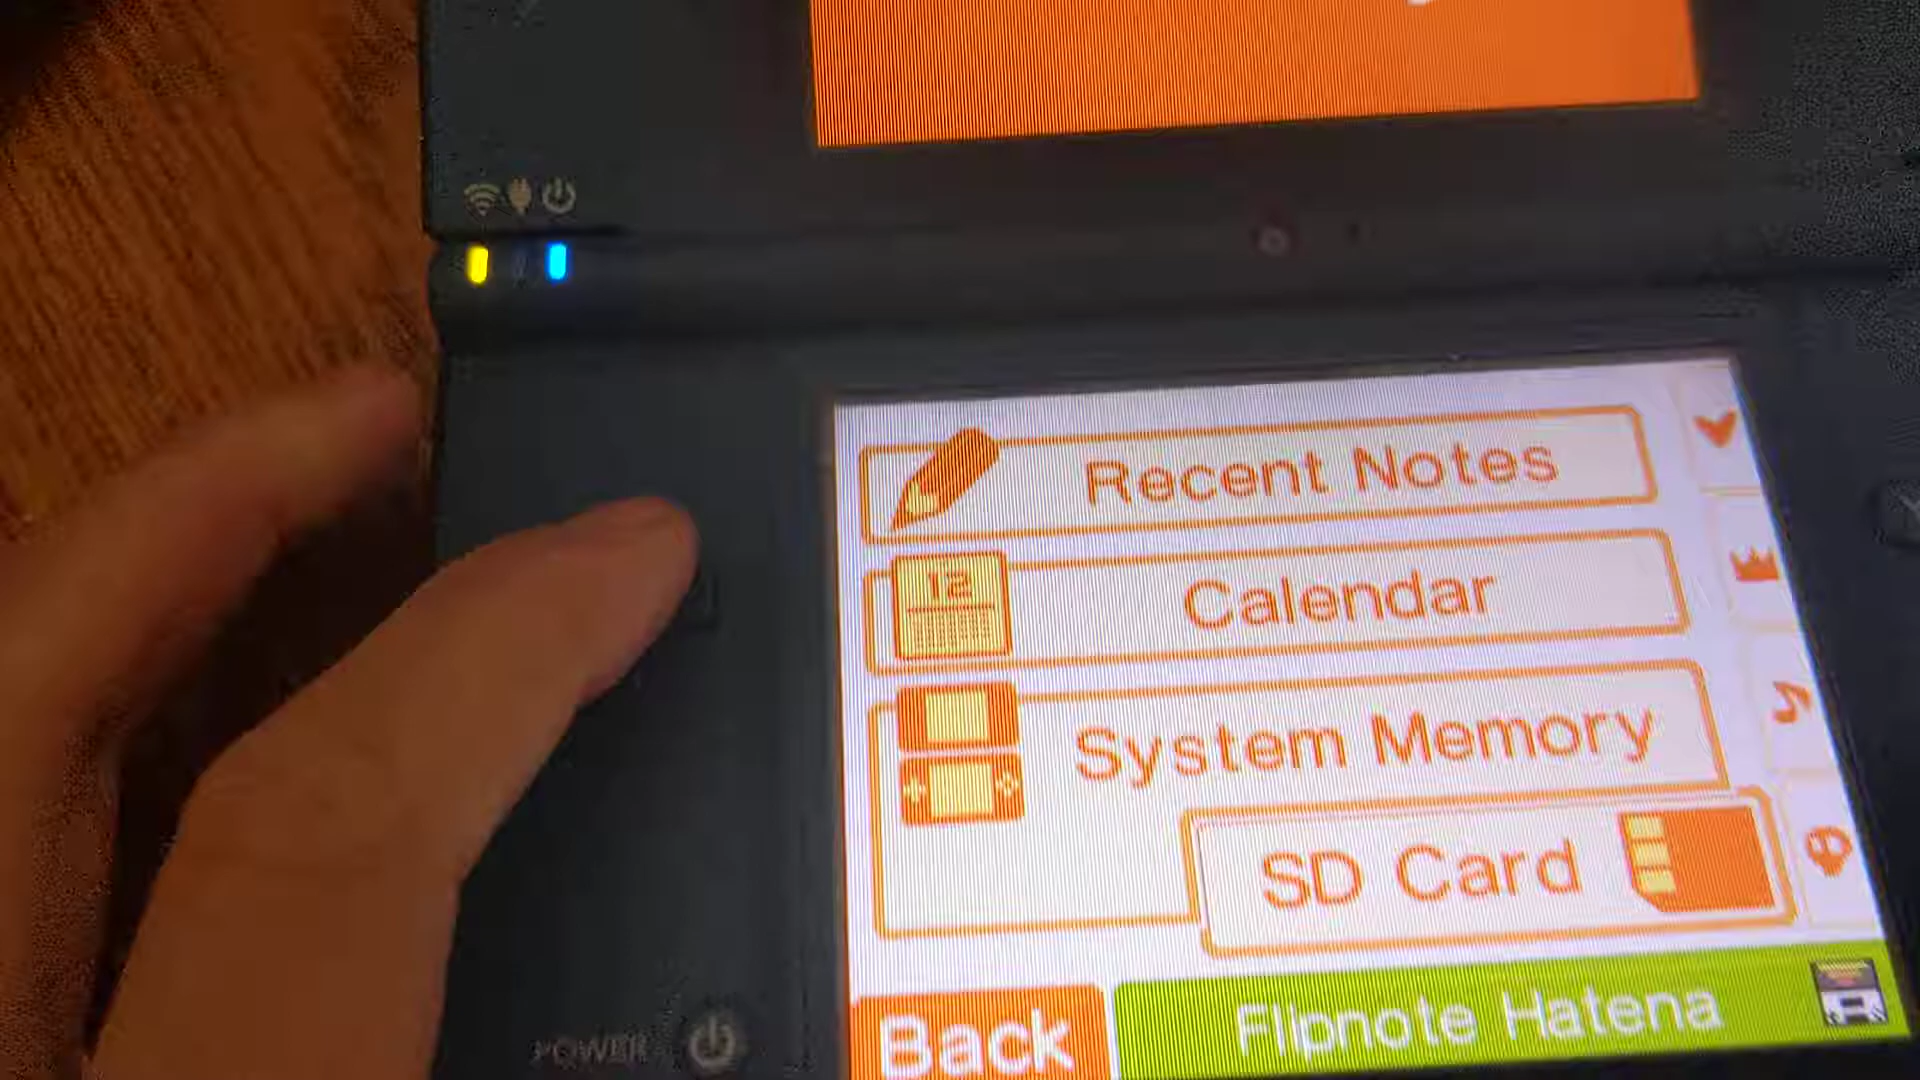 Recent Notes
12
Calendar
System Memory
SD Card
Back
Flipnote Hatena
POWER